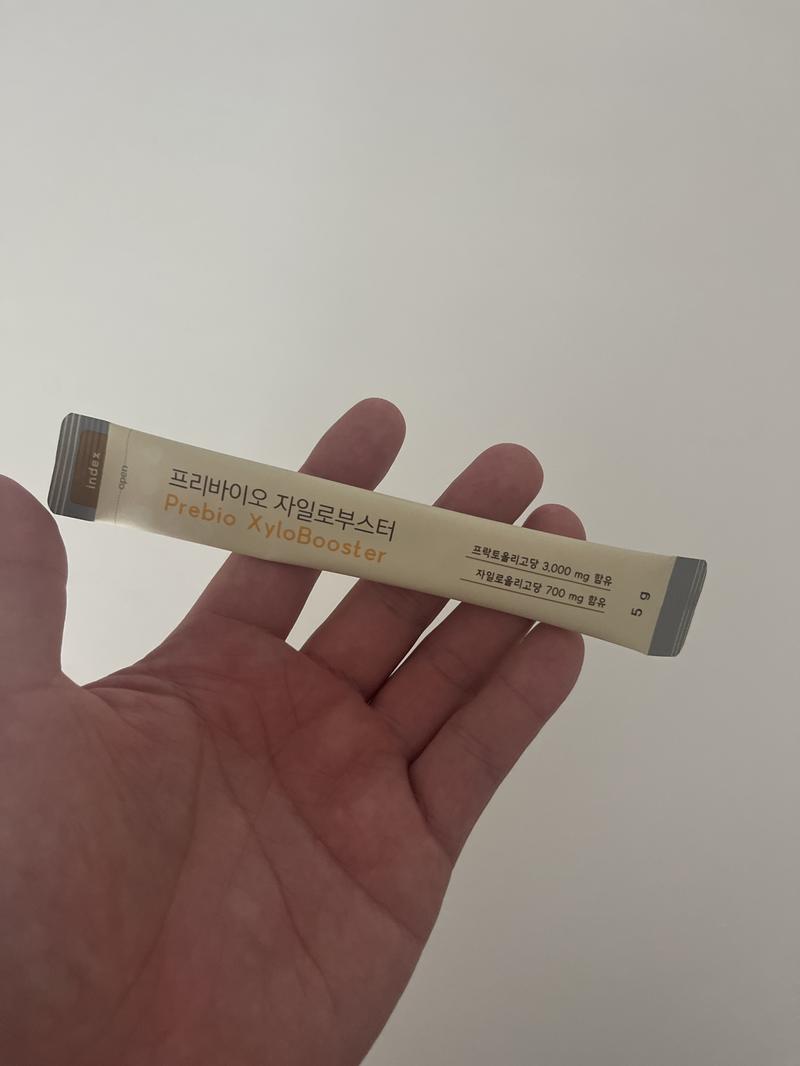 index
open
프리바이오 자일로부스터
Prebio XyloBooster
프락토올리고당 3,000 mg 함유
자일로올리고당 700 mg 함유
5 g